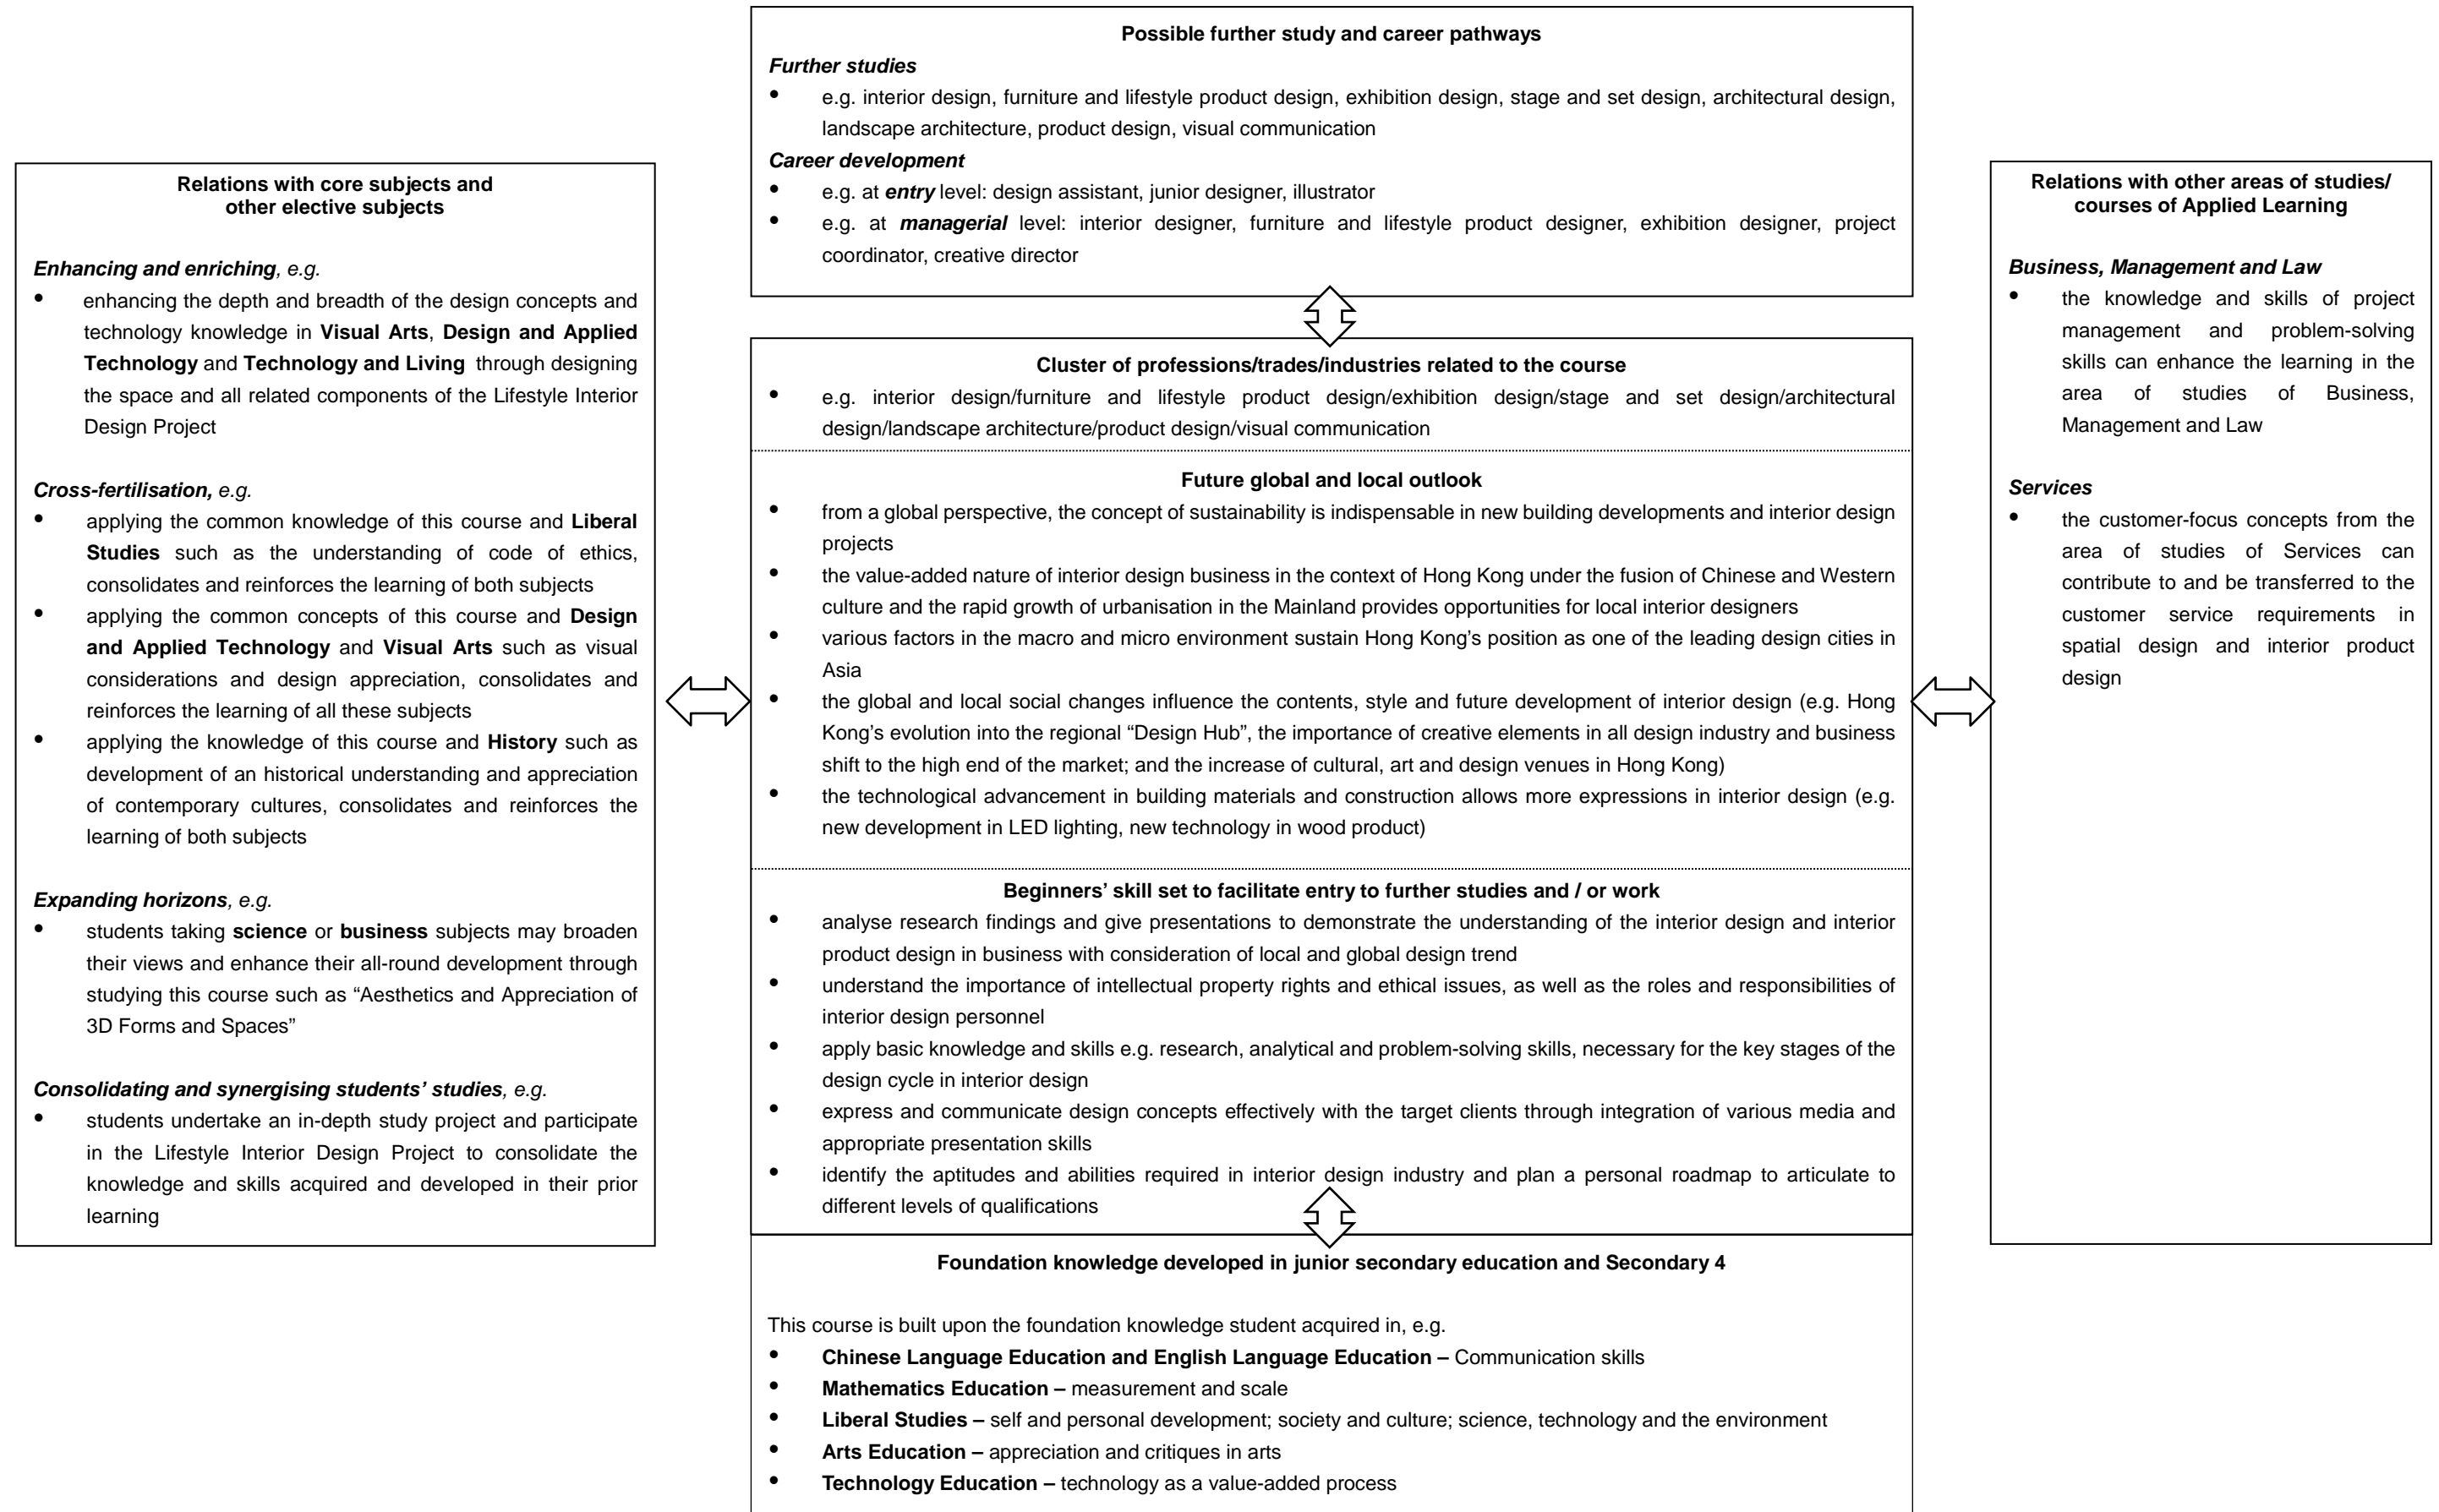 Possible further study and career pathways
Further studies
• e.g. interior design, furniture and lifestyle product design, exhibition design, stage and set design, architectural design,
landscape architecture, product design, visual communication
Career development
• e.g. at entry level: design assistant, junior designer, illustrator
• e.g. at managerial level: interior designer, furniture and lifestyle product designer, exhibition designer, project
coordinator, creative director
Relations with core subjects and
other elective subjects
Enhancing and enriching, e.g.
• enhancing the depth and breadth of the design concepts and
technology knowledge in Visual Arts, Design and Applied
Technology and Technology and Living through designing
the space and all related components of the Lifestyle Interior
Design Project
Cross-fertilisation, e.g.
• applying the common knowledge of this course and Liberal
Studies such as the understanding of code of ethics,
consolidates and reinforces the learning of both subjects
• applying the common concepts of this course and Design
and Applied Technology and Visual Arts such as visual
considerations and design appreciation, consolidates and
reinforces the learning of all these subjects
• applying the knowledge of this course and History such as
development of an historical understanding and appreciation
of contemporary cultures, consolidates and reinforces the
learning of both subjects
Expanding horizons, e.g.
• students taking science or business subjects may broaden
their views and enhance their all-round development through
studying this course such as “Aesthetics and Appreciation of
3D Forms and Spaces”
Consolidating and synergising students’ studies, e.g.
• students undertake an in-depth study project and participate
in the Lifestyle Interior Design Project to consolidate the
knowledge and skills acquired and developed in their prior
learning
Cluster of professions/trades/industries related to the course
• e.g. interior design/furniture and lifestyle product design/exhibition design/stage and set design/architectural
design/landscape architecture/product design/visual communication
Future global and local outlook
• from a global perspective, the concept of sustainability is indispensable in new building developments and interior design
projects
• the value-added nature of interior design business in the context of Hong Kong under the fusion of Chinese and Western
culture and the rapid growth of urbanisation in the Mainland provides opportunities for local interior designers
• various factors in the macro and micro environment sustain Hong Kong’s position as one of the leading design cities in
Asia
• the global and local social changes influence the contents, style and future development of interior design (e.g. Hong
Kong’s evolution into the regional “Design Hub”, the importance of creative elements in all design industry and business
shift to the high end of the market; and the increase of cultural, art and design venues in Hong Kong)
• the technological advancement in building materials and construction allows more expressions in interior design (e.g.
new development in LED lighting, new technology in wood product)
Beginners’ skill set to facilitate entry to further studies and / or work
• analyse research findings and give presentations to demonstrate the understanding of the interior design and interior
product design in business with consideration of local and global design trend
• understand the importance of intellectual property rights and ethical issues, as well as the roles and responsibilities of
interior design personnel
• apply basic knowledge and skills e.g. research, analytical and problem-solving skills, necessary for the key stages of the
design cycle in interior design
• express and communicate design concepts effectively with the target clients through integration of various media and
appropriate presentation skills
• identify the aptitudes and abilities required in interior design industry and plan a personal roadmap to articulate to
different levels of qualifications
Relations with other areas of studies/
courses of Applied Learning
Business, Management and Law
• the knowledge and skills of project
management and problem-solving
skills can enhance the learning in the
area of studies of Business,
Management and Law
Services
• the customer-focus concepts from the
area of studies of Services can
contribute to and be transferred to the
customer service requirements in
spatial design and interior product
design
Foundation knowledge developed in junior secondary education and Secondary 4
This course is built upon the foundation knowledge student acquired in, e.g.
• Chinese Language Education and English Language Education – Communication skills
• Mathematics Education – measurement and scale
• Liberal Studies – self and personal development; society and culture; science, technology and the environment
• Arts Education – appreciation and critiques in arts
• Technology Education – technology as a value-added process